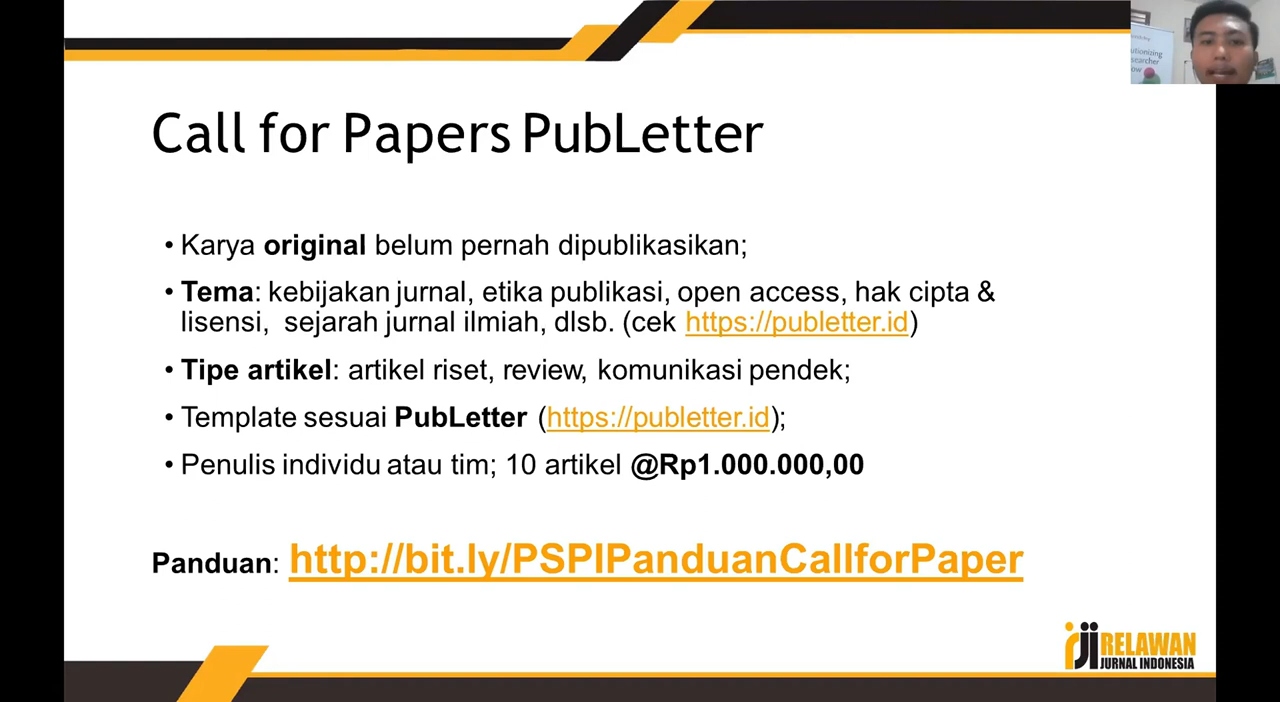 Call for Papers PubLetter
• Karya original belum pernah dipublikasikan;
• Tema: kebijakan jurnal, etika publikasi, open access, hak cipta &
lisensi,  sejarah jurnal ilmiah, dlsb. (cek https://publetter.id)
• Tipe artikel: artikel riset, review, komunikasi pendek;
• Template sesuai PubLetter (https://publetter.id);
• Penulis individu atau tim; 10 artikel @Rp1.000.000,00
Panduan: http://bit.ly/PSPIPanduanCallforPaper
RELAWAN
JURNAL INDONESIA